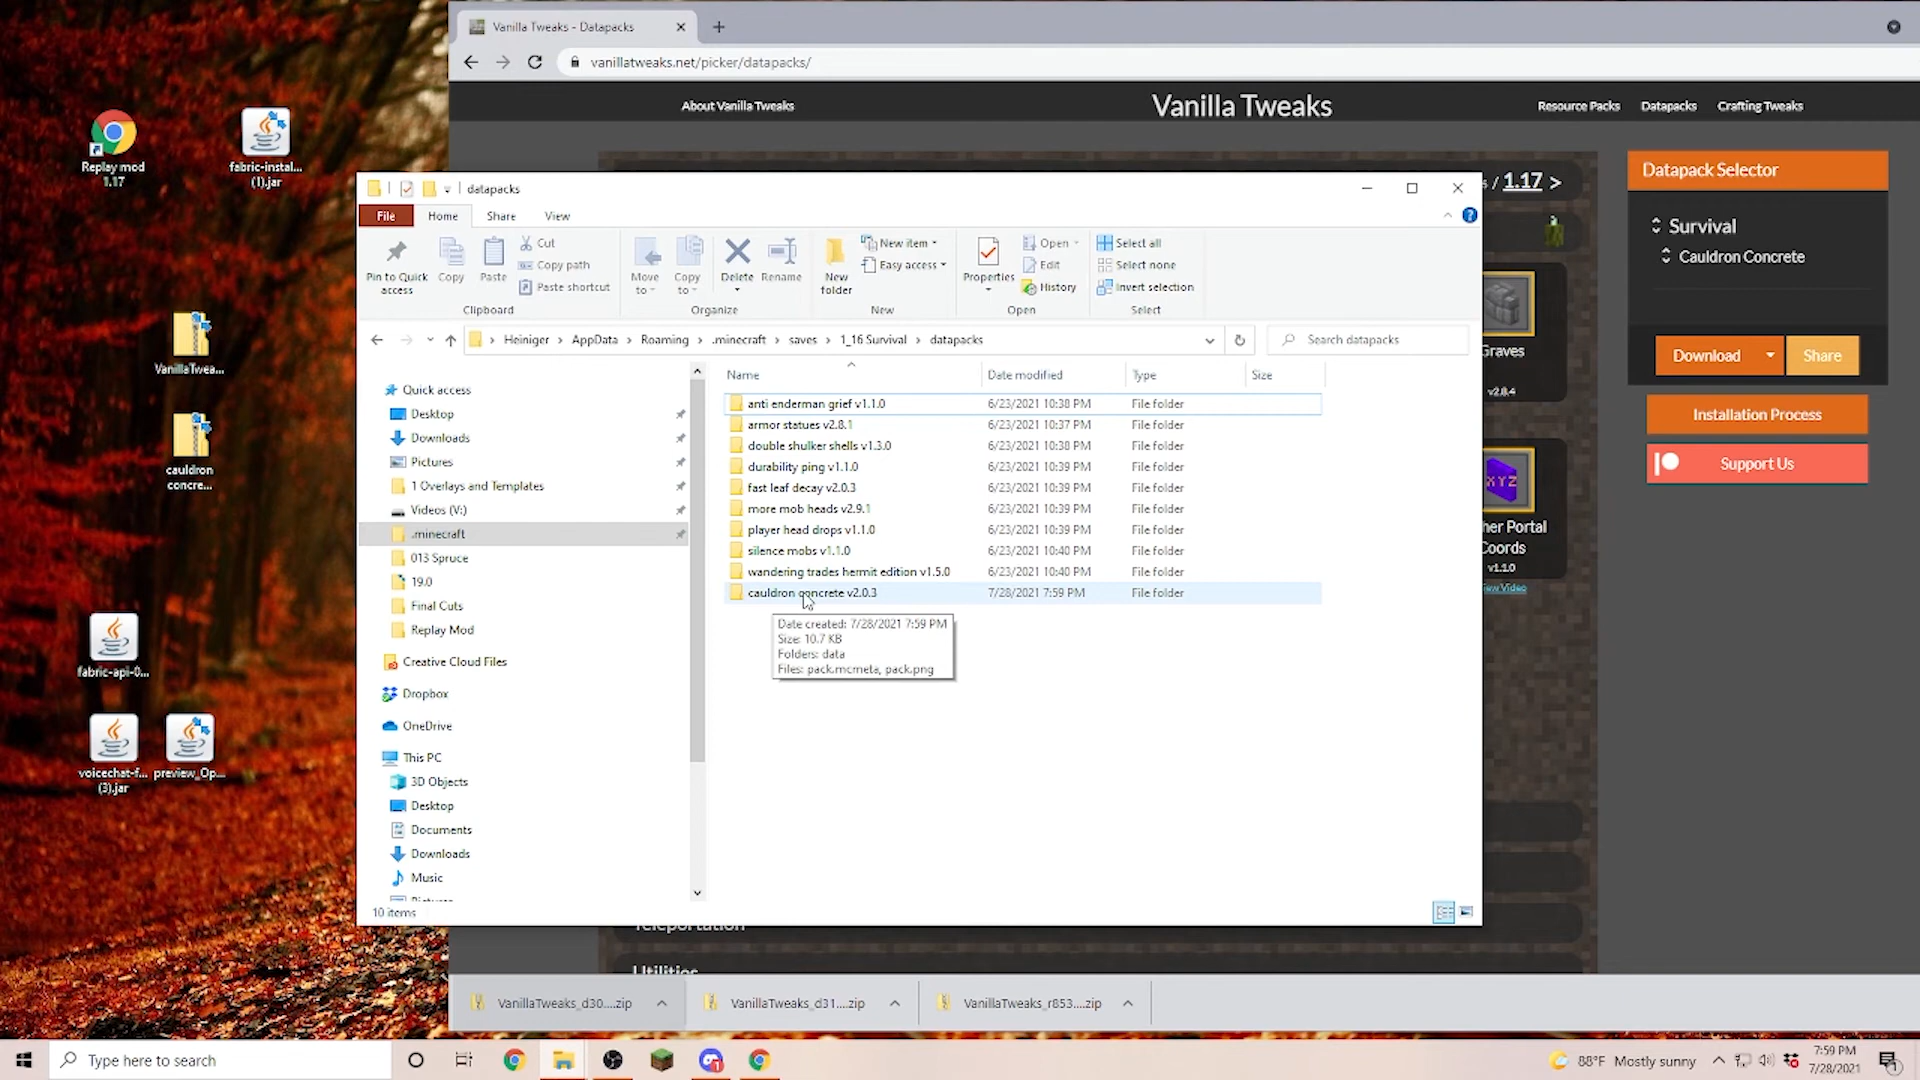 Vanilla Tweaks - Datapacks
vanillatweaks.net/picker/datapacks/
About Vanilla Tweaks
Vanilla Tweaks
Resource Packs
Datapacks
Crafting Tweaks
Replay mod
1.17
fabric-instal...
(1).jar
VanillaTwea...
cauldron
concre...
fabric-api-0...
voicechat-f...
(3).jar
preview_Op...
/ 1.17 >
Datapack Selector
Survival
Cauldron Concrete
Download
Share
Installation Process
Support Us
Graves
v2.8.4
XYZ
her Portal
Coords
v1.1.0
View Video
datapacks
File
Home
Share
View
Pin to Quick
access
Copy
Paste
Cut
Copy path
Paste shortcut
Clipboard
Move
to
Copy
to
Delete
Rename
Organize
New
folder
New item
Easy access
New
Properties
Open
Edit
History
Open
Select all
Select none
Invert selection
Select
Heiniger > AppData > Roaming > .minecraft > saves > 1_16 Survival > datapacks
Search datapacks
Quick access
Desktop
Downloads
Pictures
1 Overlays and Templates
Videos (V:)
.minecraft
013 Spruce
19.0
Final Cuts
Replay Mod
Creative Cloud Files
Dropbox
OneDrive
This PC
3D Objects
Desktop
Documents
Downloads
Music
Name Date modified Type Size
anti enderman grief v1.1.0 6/23/2021 10:38 PM File folder
armor statues v2.8.1 6/23/2021 10:37 PM File folder
double shulker shells v1.3.0 6/23/2021 10:38 PM File folder
durability ping v1.1.0 6/23/2021 10:39 PM File folder
fast leaf decay v2.0.3 6/23/2021 10:39 PM File folder
more mob heads v2.9.1 6/23/2021 10:39 PM File folder
player head drops v1.1.0 6/23/2021 10:39 PM File folder
silence mobs v1.1.0 6/23/2021 10:40 PM File folder
wandering trades hermit edition v1.5.0 6/23/2021 10:40 PM File folder
cauldron concrete v2.0.3 7/28/2021 7:59 PM File folder
Date created: 7/28/2021 7:59 PM
Size: 10.7 KB
Folders: data
Files: pack.mcmeta, pack.png
10 items
Teleportation
Utilities
VanillaTweaks_d30....zip
VanillaTweaks_d31....zip
VanillaTweaks_r853....zip
Type here to search
88°F Mostly sunny
7:59 PM
7/28/2021